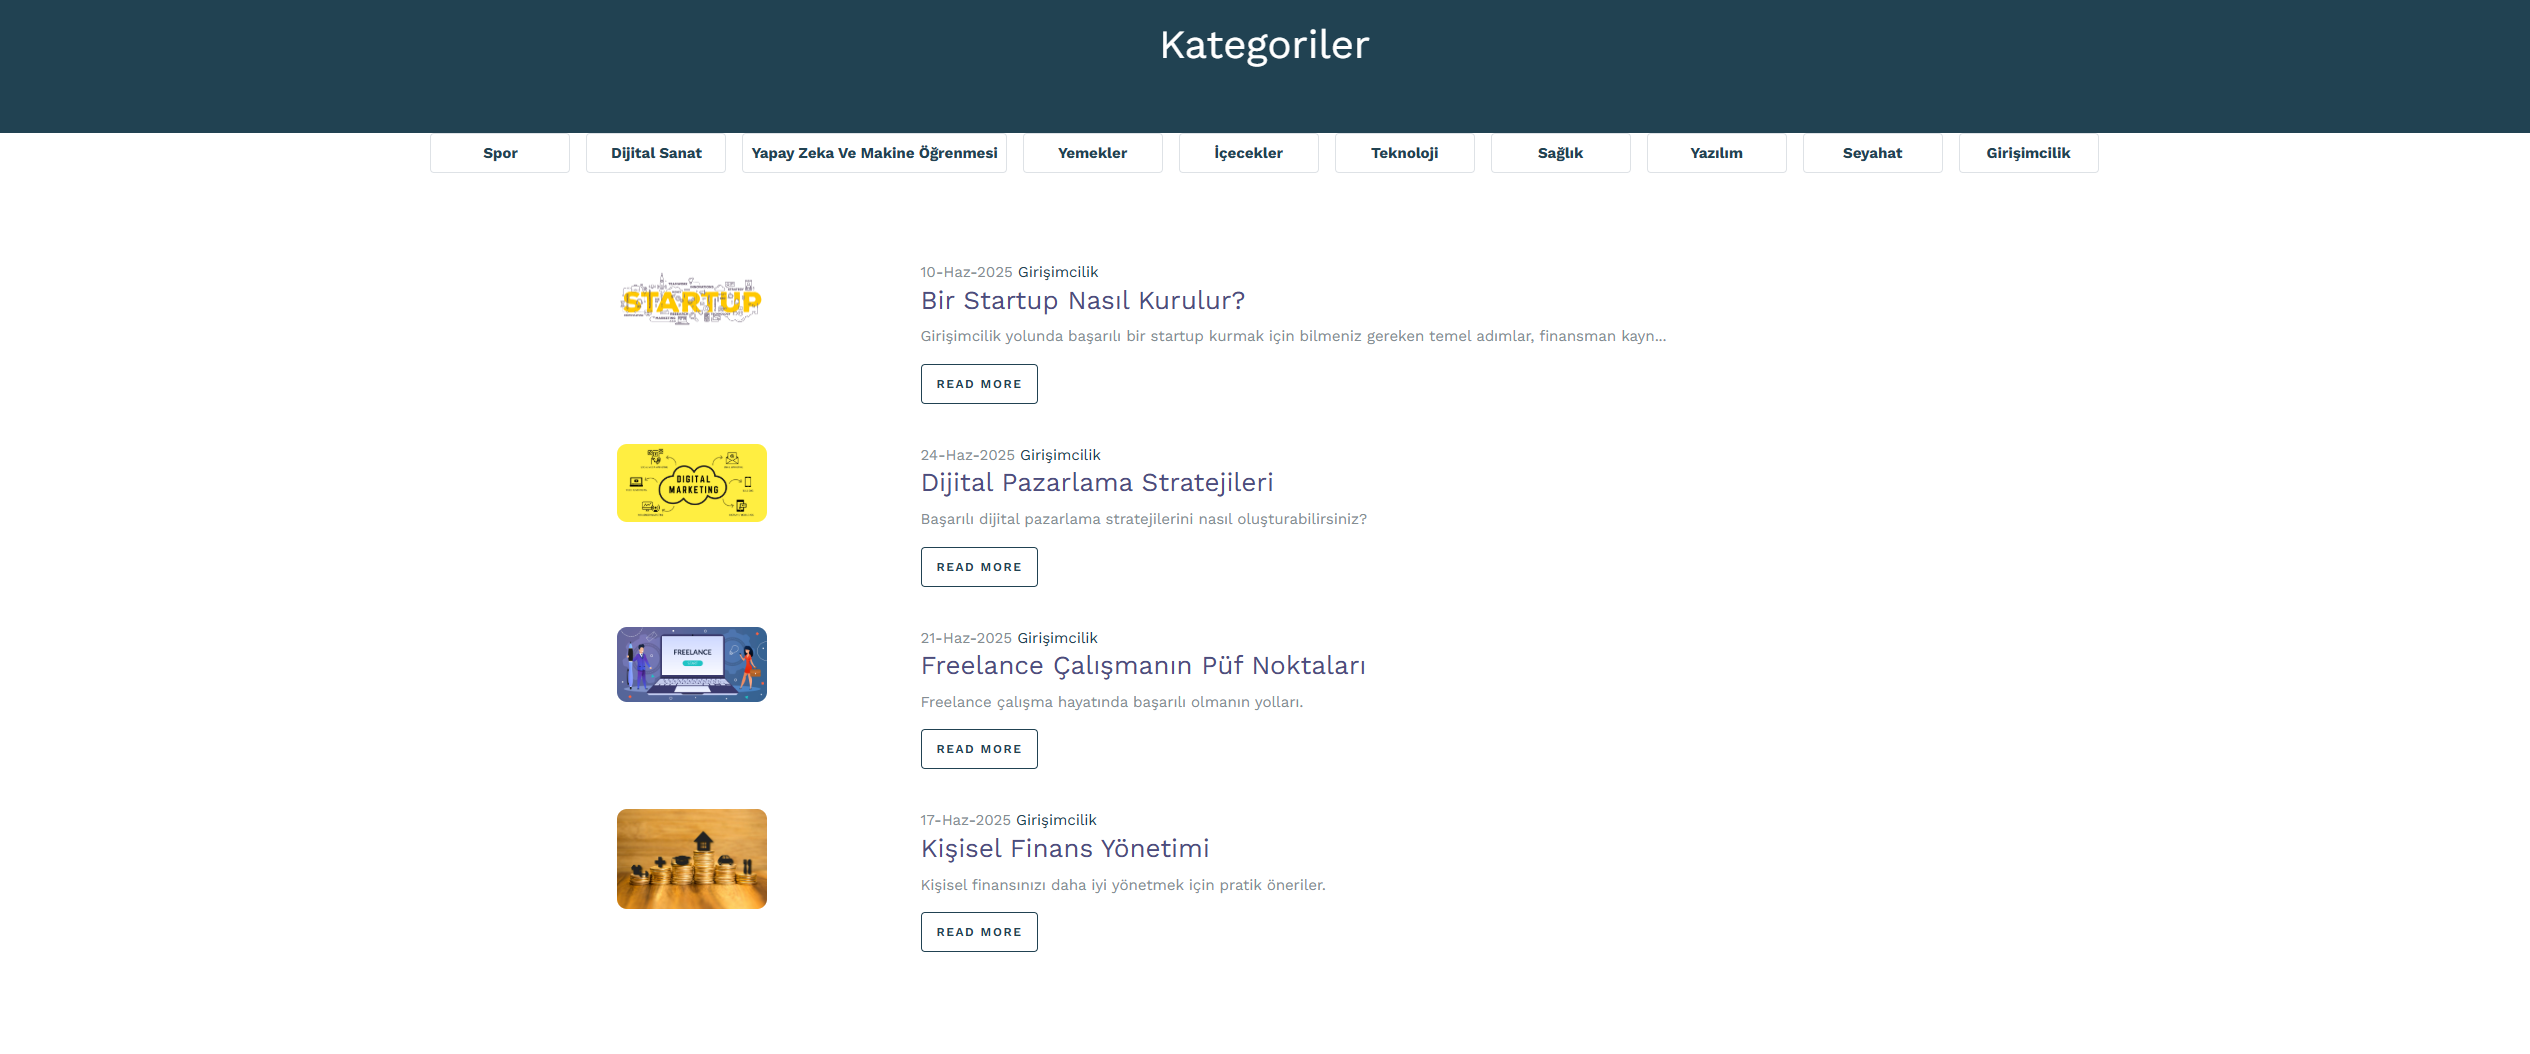 Kategoriler
Spor
Dijital Sanat
Yapay Zeka Ve Makine Öğrenmesi
Yemekler
İçecekler
Teknoloji
Sağlık
Yazılım
Seyahat
Girişimcilik
STARTUP
10-Haz-2025 Girişimcilik
Bir Startup Nasıl Kurulur?
Girişimcilik yolunda başarılı bir startup kurmak için bilmeniz gereken temel adımlar, finansman kayn...
READ MORE
DIGITAL
MARKETING
24-Haz-2025 Girişimcilik
Dijital Pazarlama Stratejileri
Başarılı dijital pazarlama stratejilerini nasıl oluşturabilirsiniz?
READ MORE
FREELANCE
21-Haz-2025 Girişimcilik
Freelance Çalışmanın Püf Noktaları
Freelance çalışma hayatında başarılı olmanın yolları.
READ MORE
17-Haz-2025 Girişimcilik
Kişisel Finans Yönetimi
Kişisel finansınızı daha iyi yönetmek için pratik öneriler.
READ MORE